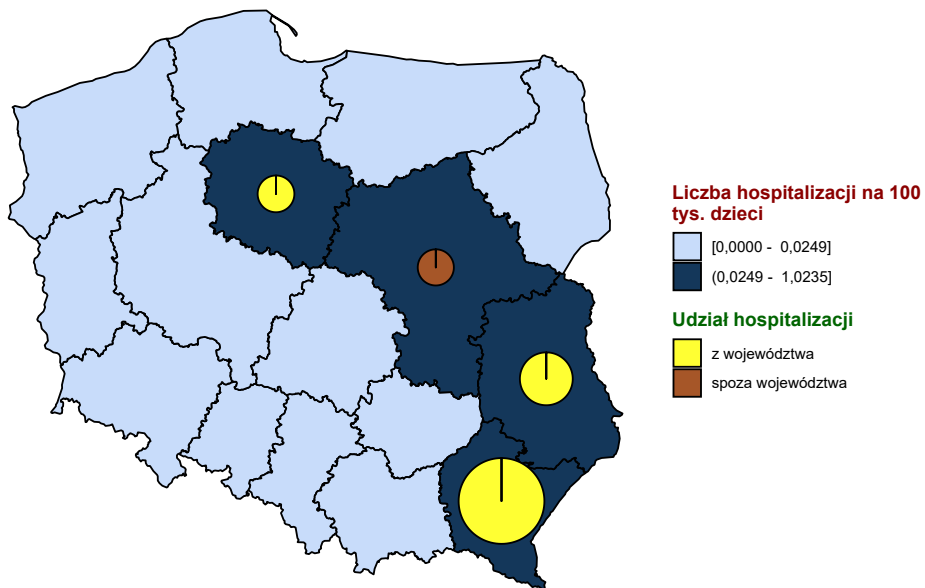 Liczba hospitalizacji na 100
tys. dzieci
[0,0000 - 0,0249]
(0,0249 - 1,0235]
Udział hospitalizacji
z województwa
spoza województwa